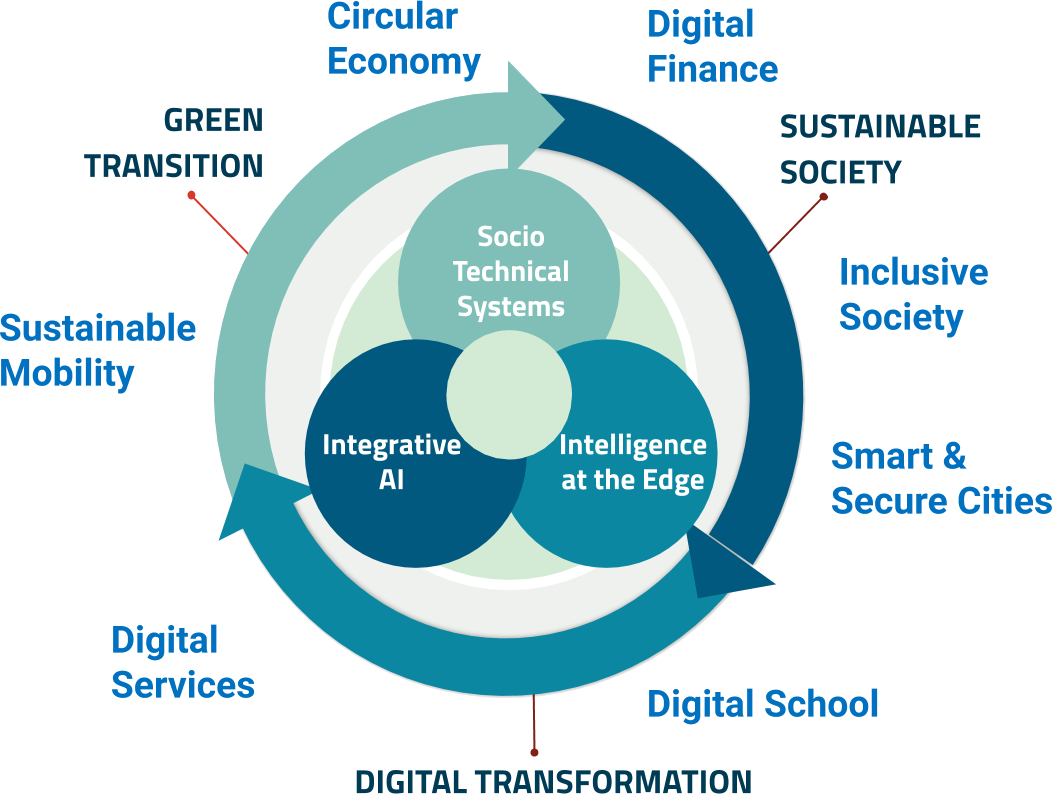 Circular
Economy
Digital
Finance
GREEN
TRANSITION
SUSTAINABLE
SOCIETY
Socio
Technical
Systems
Inclusive
Society
Sustainable
Mobility
Integrative
AI
Intelligence
at the Edge
Smart &
Secure Cities
Digital
Services
Digital School
DIGITAL TRANSFORMATION